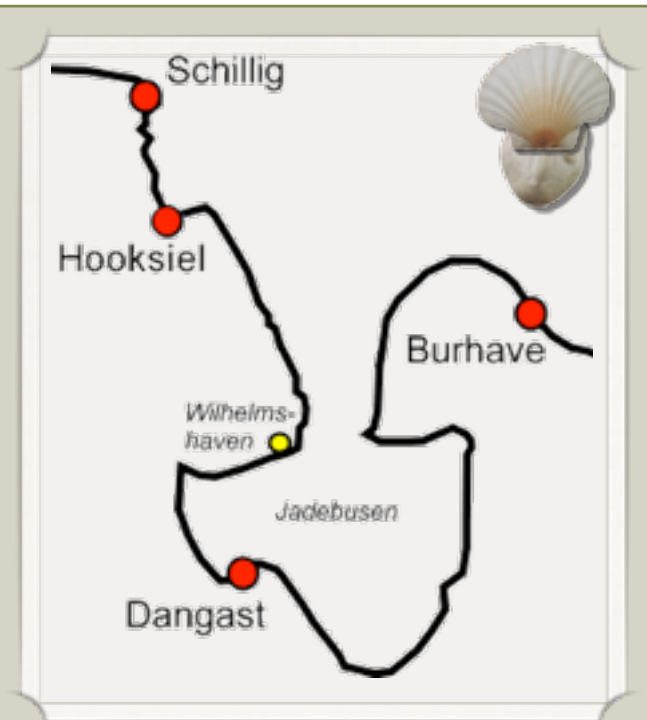 Schillig
Hooksiel
Burhave
Wilhelms-
haven
Jadebusen
Dangast